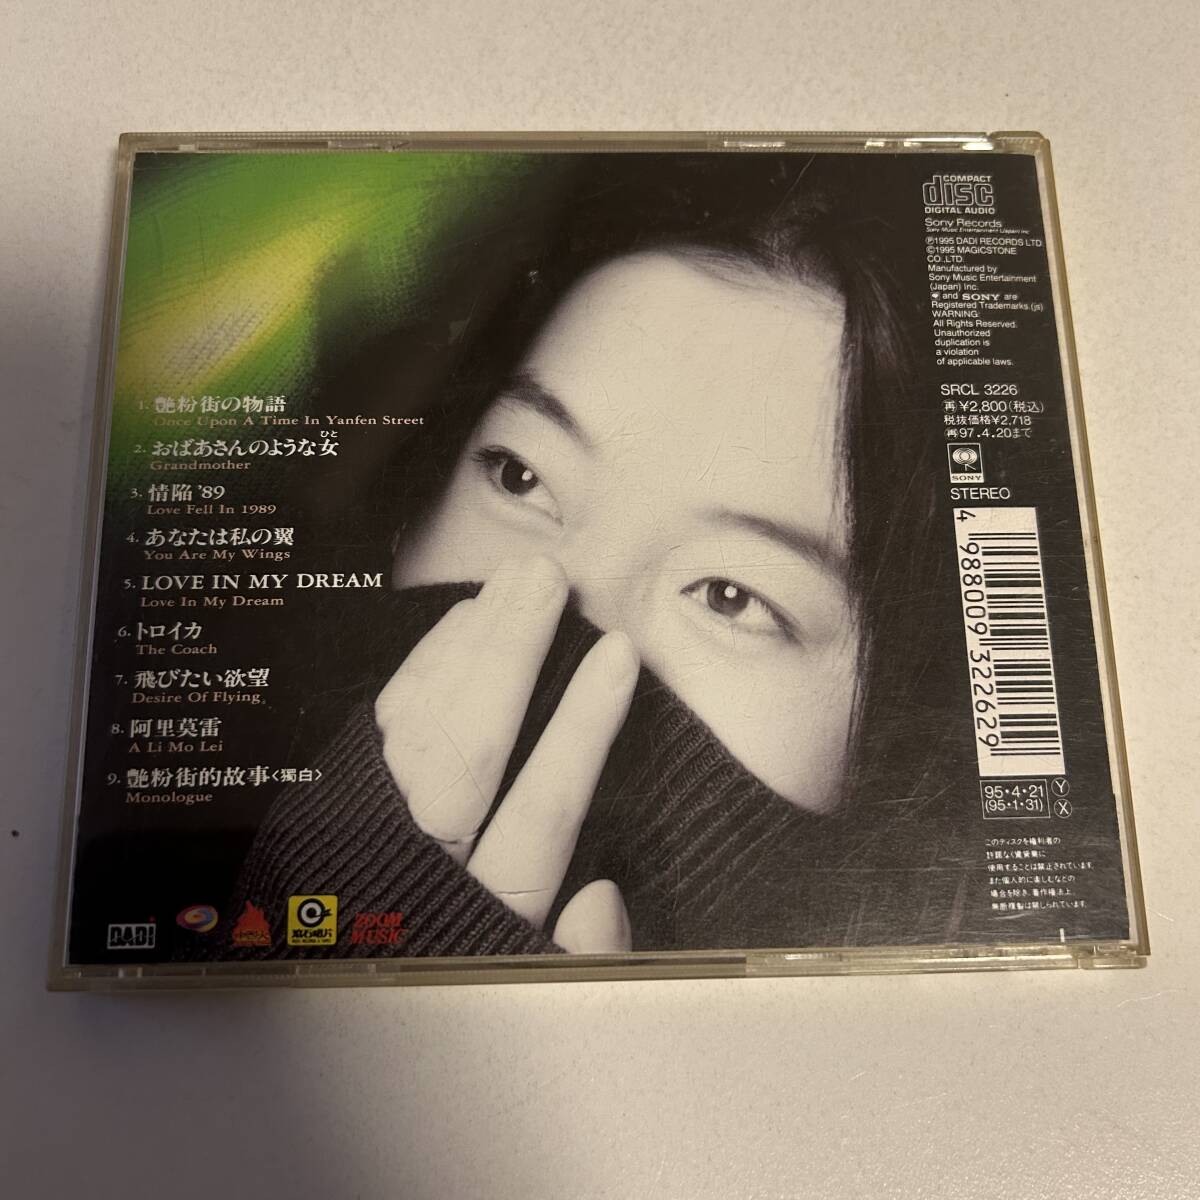 1. 艶粉街の物語
Once Upon A Time In Yanfen Street
2. おばあさんのような女
ひと
Grandmother
3. 情陥 '89
Love Fell In 1989
4. あなたは私の翼
You Are My Wings
5. LOVE IN MY DREAM
Love In My Dream
6. トロイカ
The Coach
7. 飛びたい欲望
Desire Of Flying
8. 阿里莫雷
A Li Mo Lei
9. 艶粉街的故事<獨白>
Monologue
DADi
滾石唱片
ZOOM
MUSIC
COMPACT
disc
DIGITAL AUDIO
Sony Records
Sony Music Entertainment (Japan) Inc.
Ⓟ1995 DADI RECORDS LTD
©1995 MAGICSTONE
CO.,LTD.
Manufactured by
Sony Music Entertainment
(Japan) Inc.
and SONY are
Registered Trademarks.(js)
WARNING:
All Rights Reserved.
Unauthorized
duplication is
a violation
of applicable laws.
SRCL 3226
再¥2,800(税込)
税抜価格¥2,718
再97.4.20まで
SONY
STEREO
4 988009 322629
95・4・21
(95・1・31)
Y
X
このディスクを権利者の
許諾なく賃貸業に
使用することは禁止されています。
また個人的に楽しむなどの
場合を除き、著作権法上、
無断複製は禁じられています。